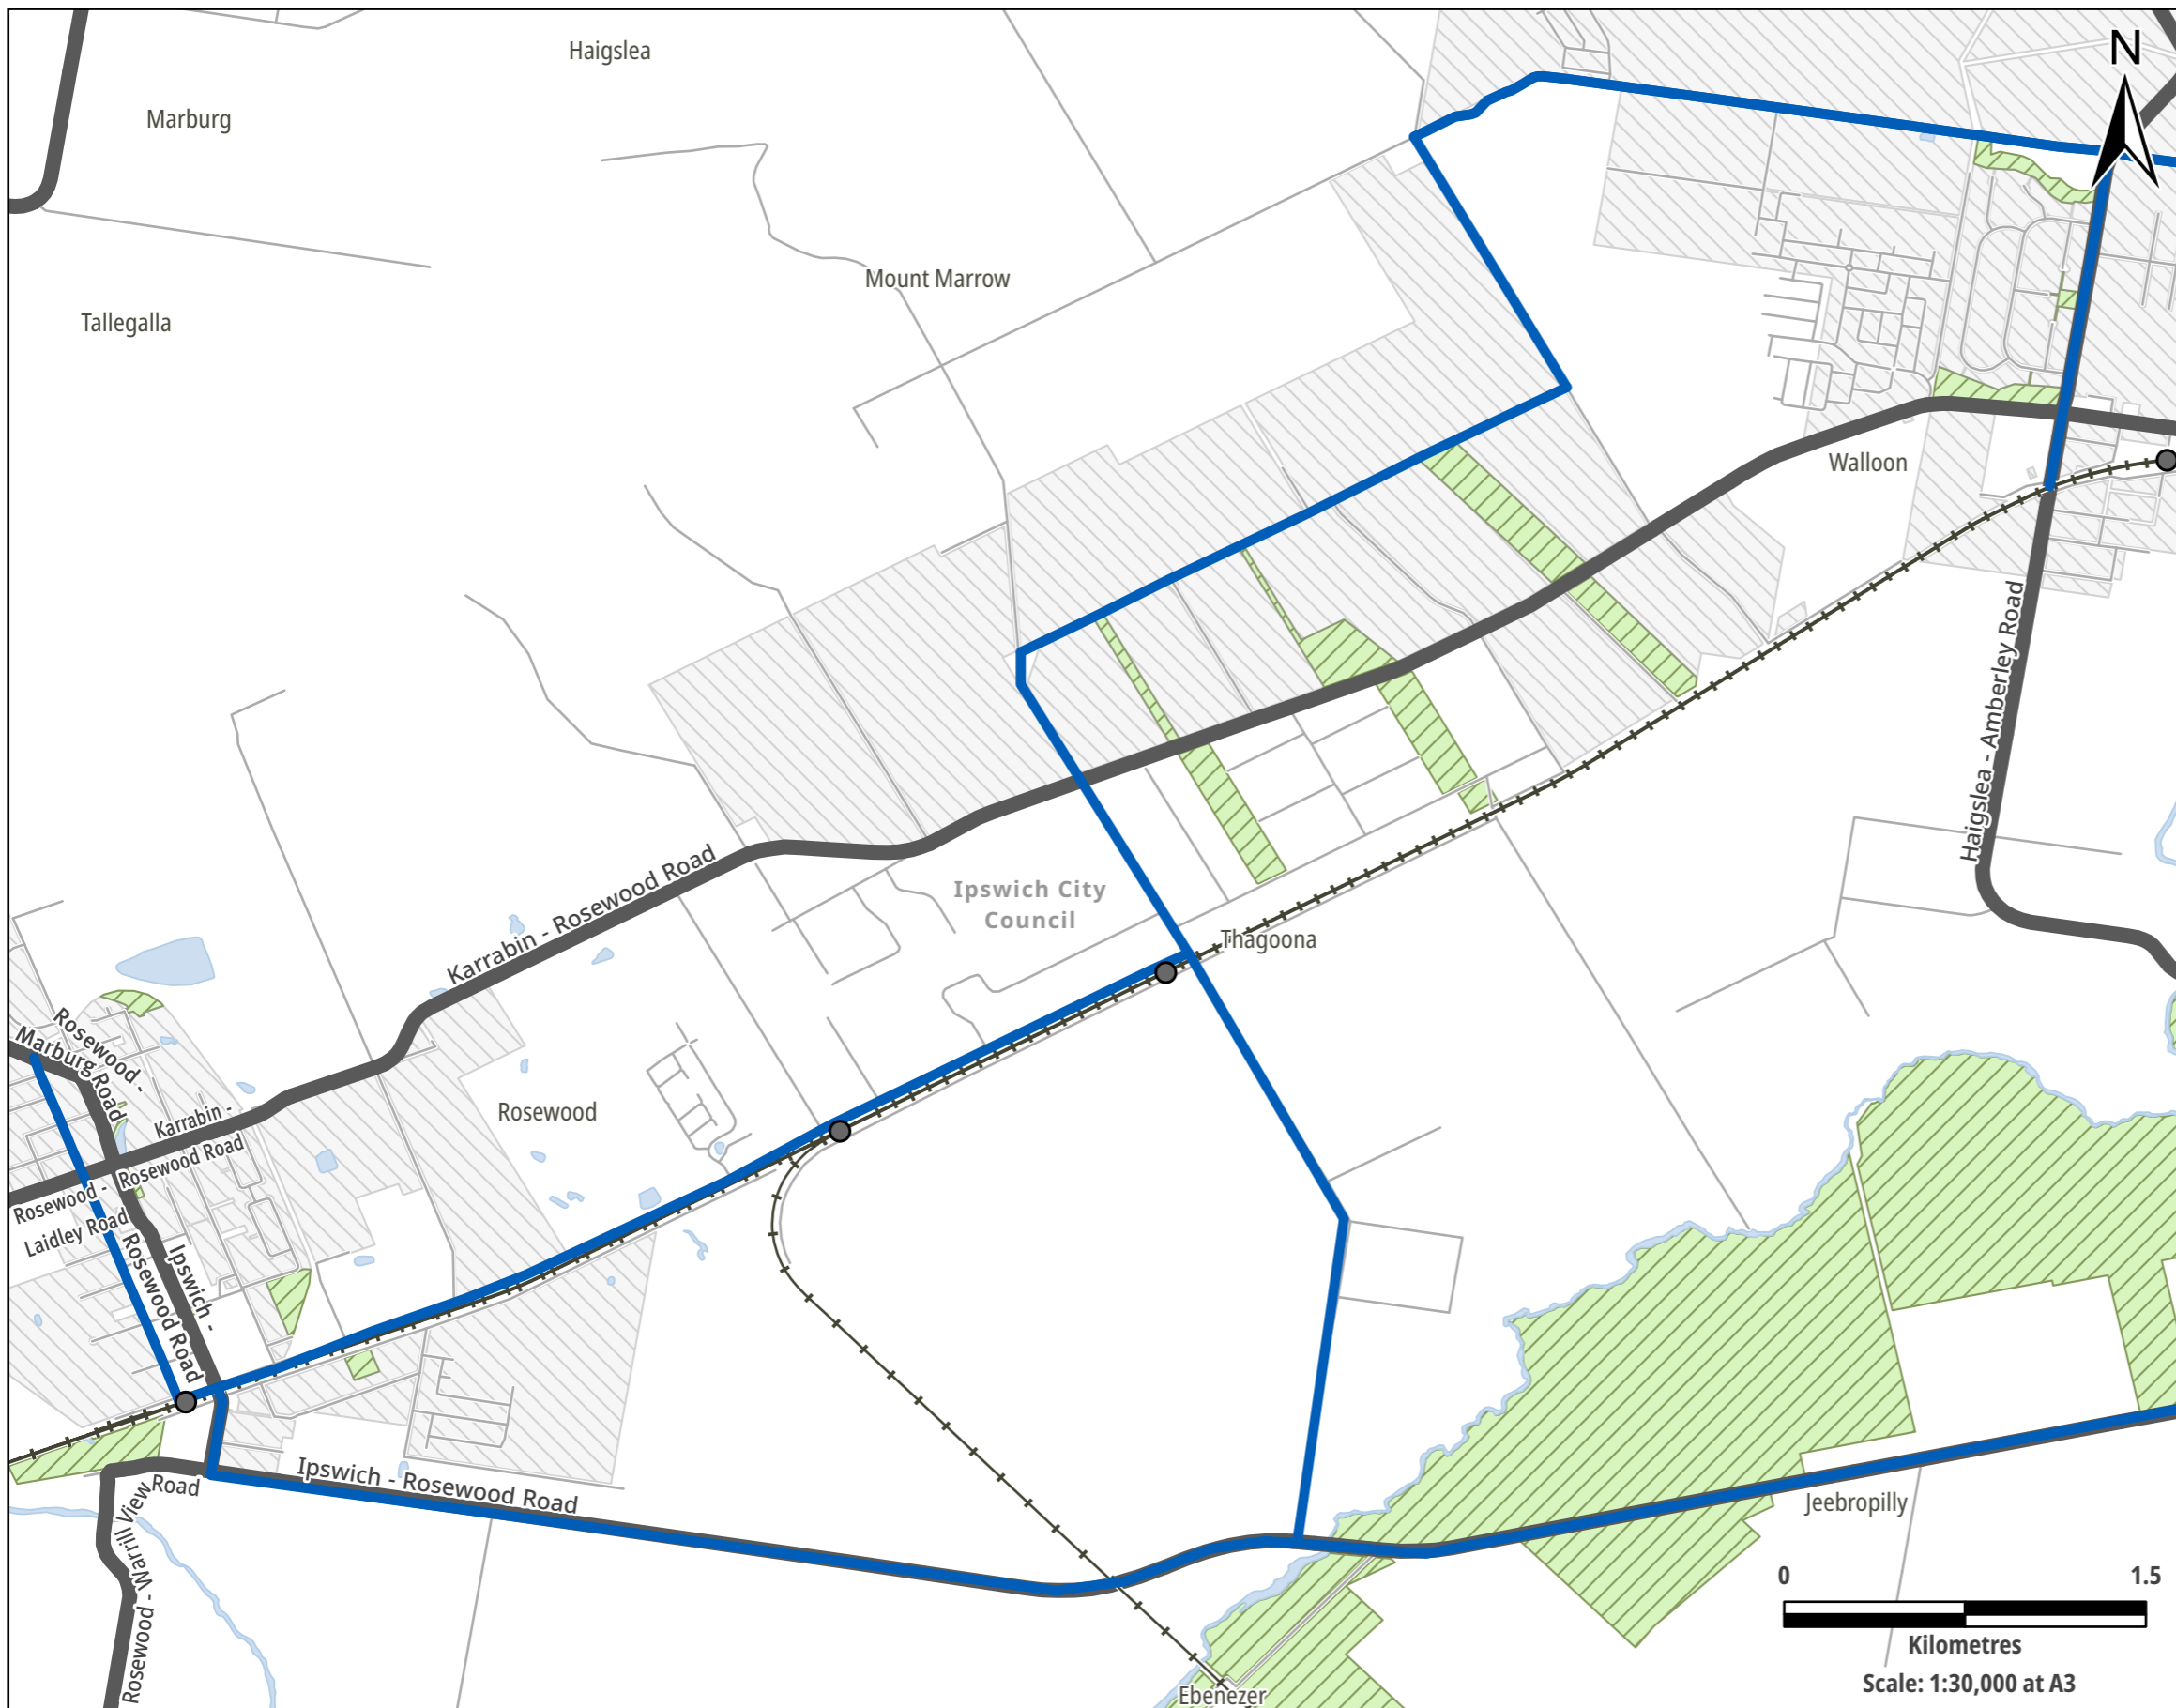 Haigslea
N
Marburg
Mount Marrow
Tallegalla
Walloon
Haigslea - Amberley Road
Karrabin - Rosewood Road
Ipswich City
Council
Thagoona
Rosewood -
Marburg Road
Karrabin -
Rosewood Road
Rosewood
Rosewood -
Laidley Road
Ipswich -
Rosewood Road
Ipswich - Rosewood Road
Rosewood - Warrill View
Road
Jeebropilly
0 1.5
Kilometres
Scale: 1:30,000 at A3
Ebenezer